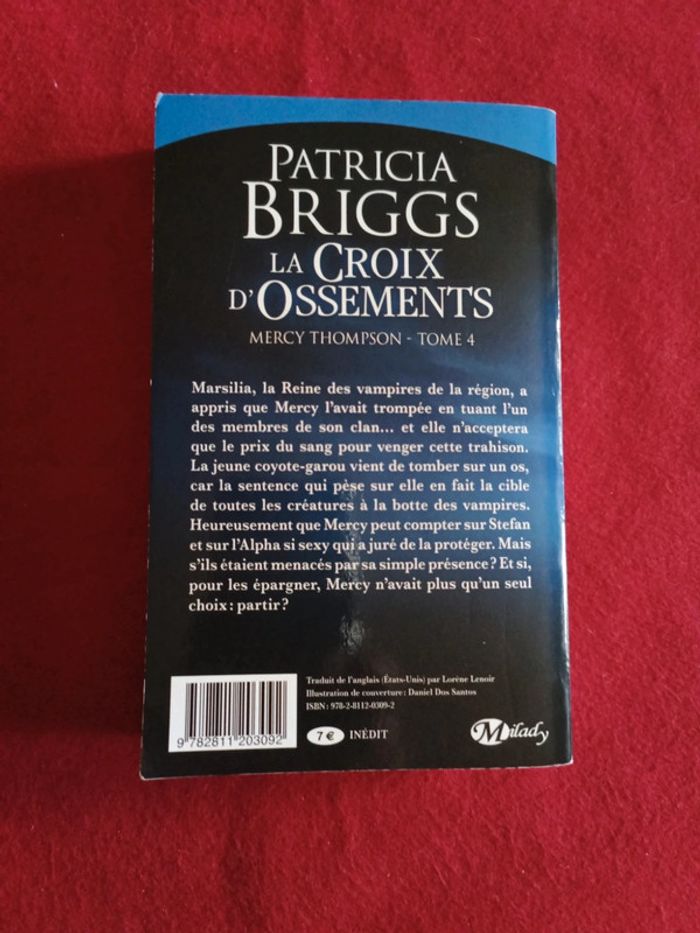 PATRICIA
BRIGGS
LA CROIX
D'OSSEMENTS
MERCY THOMPSON - TOME 4
Marsilia, la Reine des vampires de la région, a
appris que Mercy l'avait trompée en tuant l'un
des membres de son clan... et elle n'acceptera
que le prix du sang pour venger cette trahison.
La jeune coyote-garou vient de tomber sur un os,
car la sentence qui pèse sur elle en fait la cible
de toutes les créatures à la botte des vampires.
Heureusement que Mercy peut compter sur Stefan
et sur l'Alpha si sexy qui a juré de la protéger. Mais
s'ils étaient menacés par sa simple présence ? Et si,
pour les épargner, Mercy n'avait plus qu'un seul
choix : partir ?
Traduit de l'anglais (États-Unis) par Lorène Lenoir
Illustration de couverture : Daniel Dos Santos
ISBN : 978-2-8112-0309-2
9 782811 203092
7 € INÉDIT
Milady